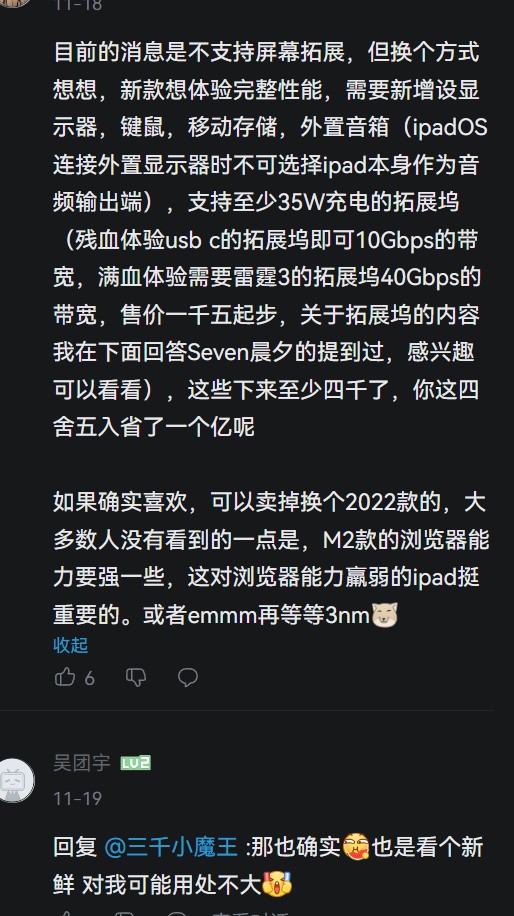 11-18
目前的消息是不支持屏幕拓展，但换个方式
想想，新款想体验完整性能，需要新增设显
示器，键鼠，移动存储，外置音箱（ipadOS
连接外置显示器时不可选择ipad本身作为音
频输出端），支持至少35W充电的拓展坞
（残血体验usb c的拓展坞即可10Gbps的带
宽，满血体验需要雷霆3的拓展坞40Gbps的
带宽，售价一千五起步，关于拓展坞的内容
我在下面回答Seven晨夕的提到过，感兴趣
可以看看），这些下来至少四千了，你这四
舍五入省了一个亿呢
如果确实喜欢，可以卖掉换个2022款的，大
多数人没有看到的一点是，M2款的浏览器能
力要强一些，这对浏览器能力羸弱的ipad挺
重要的。或者emmm再等等3nm
收起
6
吴团宇 LV2
11-19
回复 @三千小魔王 :那也确实也是看个新
鲜 对我可能用处不大